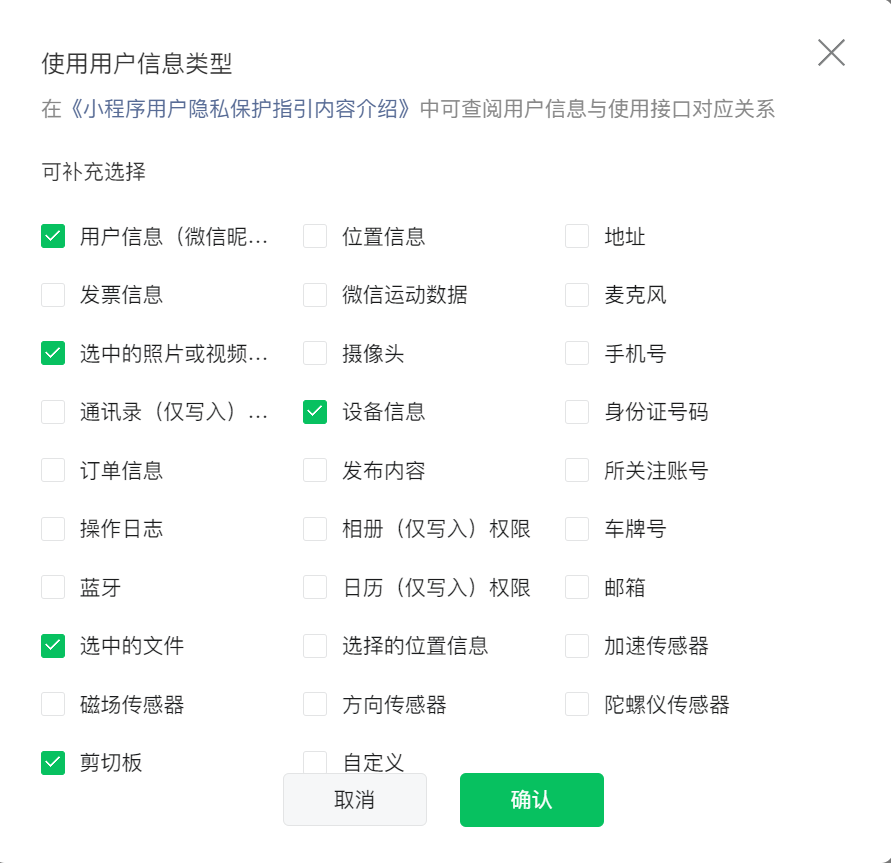 使用用户信息类型
在《小程序用户隐私保护指引内容介绍》中可查阅用户信息与使用接口对应关系
可补充选择
用户信息（微信昵... 位置信息 地址
发票信息 微信运动数据 麦克风
选中的照片或视频... 摄像头 手机号
通讯录（仅写入）... 设备信息 身份证号码
订单信息 发布内容 所关注账号
操作日志 相册（仅写入）权限 车牌号
蓝牙 日历（仅写入）权限 邮箱
选中的文件 选择的位置信息 加速传感器
磁场传感器 方向传感器 陀螺仪传感器
剪切板 自定义
取消 确认